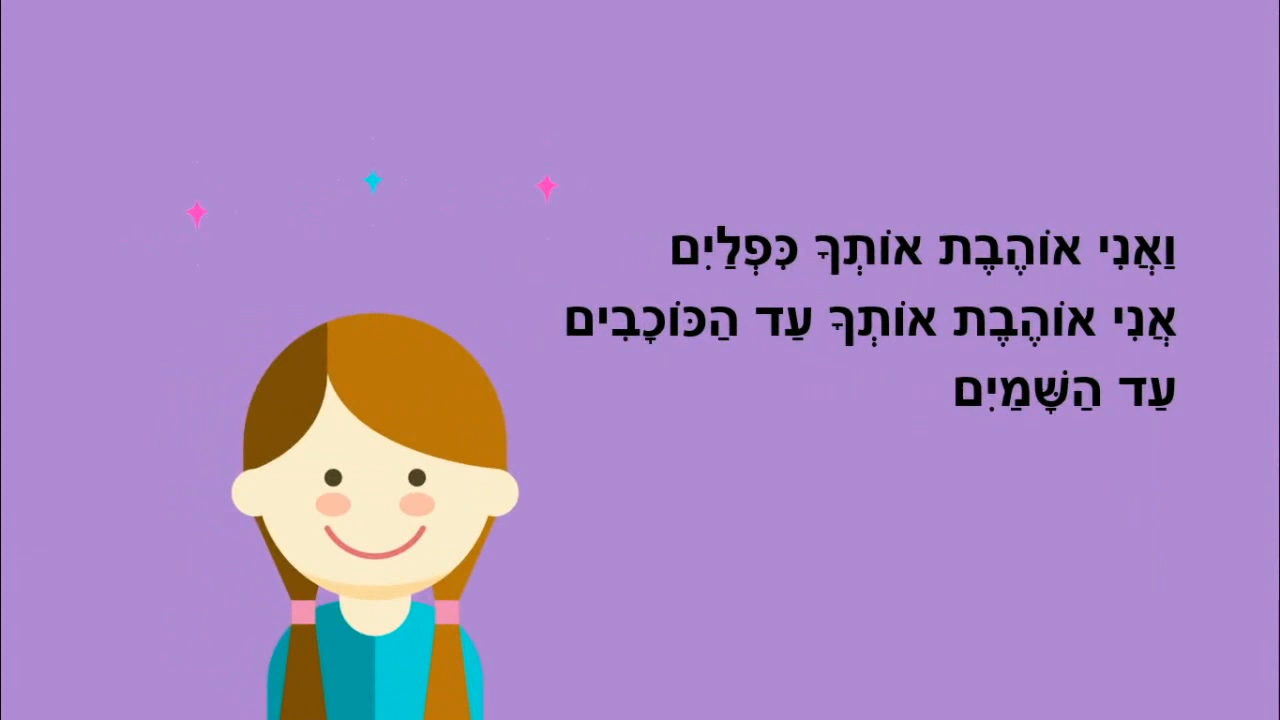 וַאֲנִי אוֹהֶבֶת אוֹתְךָ כִּפְלַיִם
אֲנִי אוֹהֶבֶת אוֹתְךָ עַד הַכּוֹכָבִים
עַד הַשָּׁמַיִם